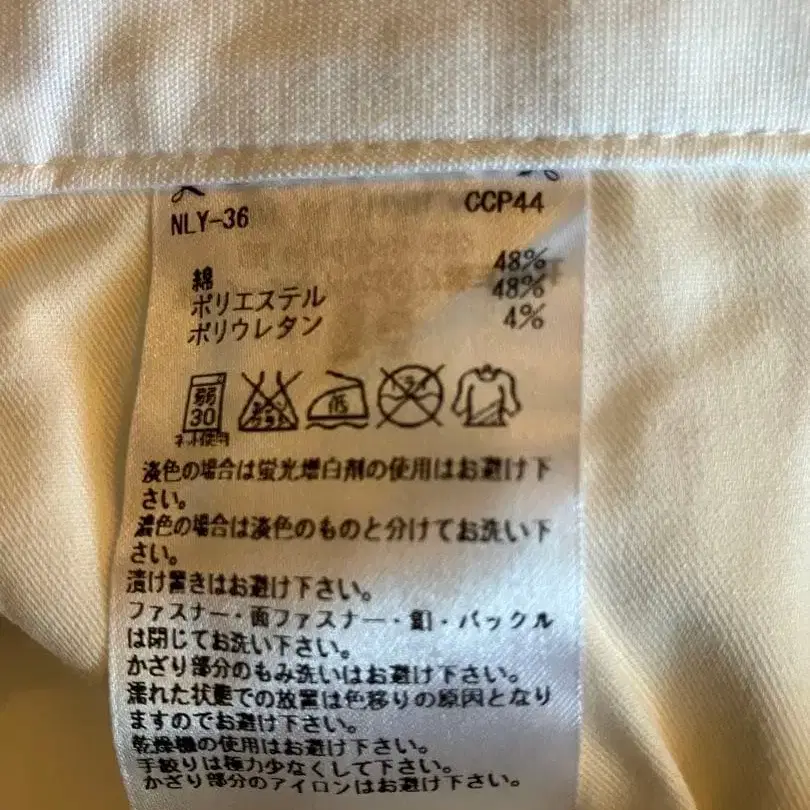 NLY-36 CCP44
綿 48%
ポリエステル 48%
ポリウレタン 4%
弱
30
ネット使用
低
淡色の場合は蛍光増白剤の使用はお避け下
さい。
濃色の場合は淡色のものと分けてお洗い下
さい。
漬け置きはお避け下さい。
ファスナー・面ファスナー・釦・バックル
は閉じてお洗い下さい。
かざり部分のもみ洗いはお避け下さい。
濡れた状態での放置は色移りの原因となり
ますのでお避け下さい。
乾燥機の使用はお避け下さい。
手絞りは極力少なくして下さい。
かざり部分のアイロンはお避け下さい。